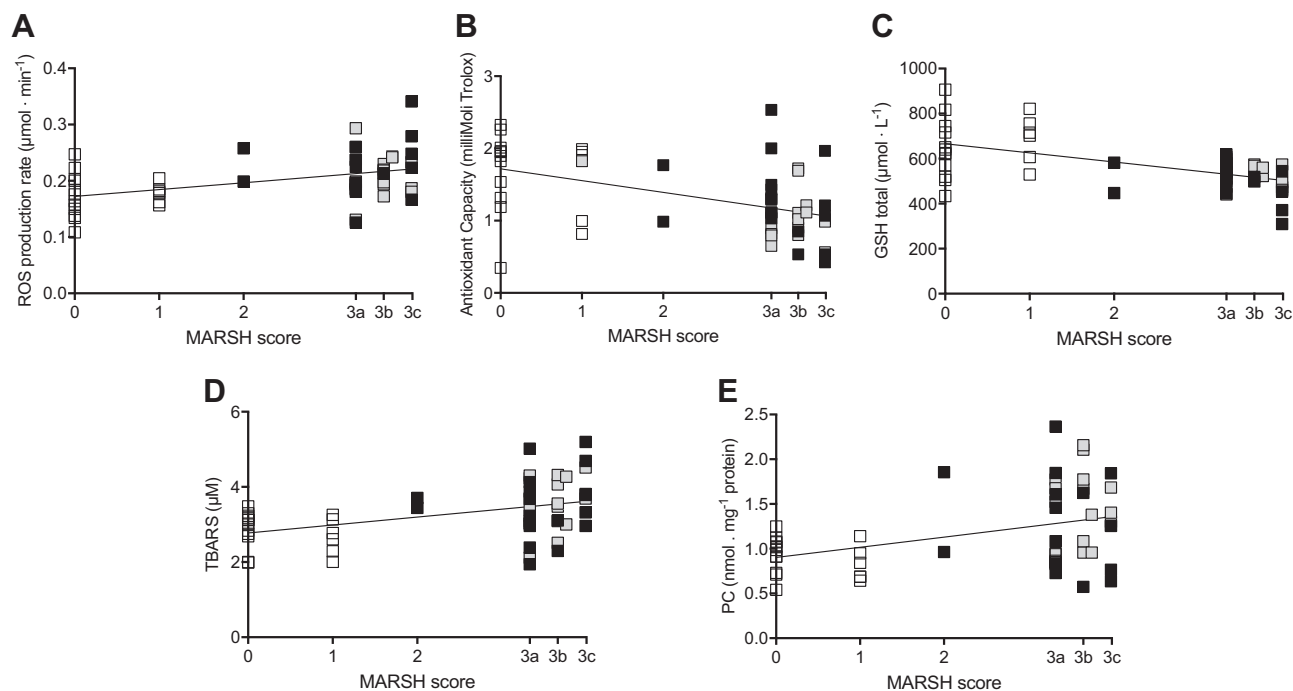 A
ROS production rate (µmol · min⁻¹)
0.4
0.3
0.2
0.1
0.0
0 1 2 3a 3b 3c
MARSH score
B
Antioxidant Capacity (milliMoli Trolox)
3
2
1
0
0 1 2 3a 3b 3c
MARSH score
C
GSH total (µmol · L⁻¹)
1000
800
600
400
200
0
0 1 2 3a 3b 3c
MARSH score
D
TBARS (µM)
6
4
2
0
0 1 2 3a 3b 3c
MARSH score
E
PC (nmol . mg⁻¹ protein)
2.5
2.0
1.5
1.0
0.5
0.0
0 1 2 3a 3b 3c
MARSH score